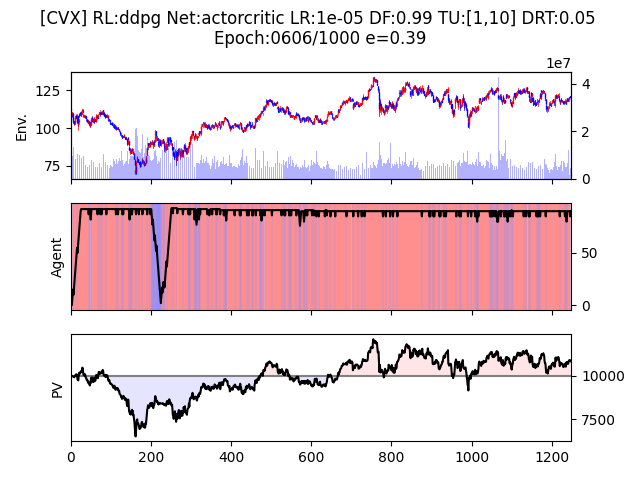 [CVX] RL:ddpg Net:actorcritic LR:1e-05 DF:0.99 TU:[1,10] DRT:0.05
Epoch:0606/1000 e=0.39
1e7
125
100
75
Env.
4
2
0
Agent
50
0
PV
10000
7500
0 200 400 600 800 1000 1200